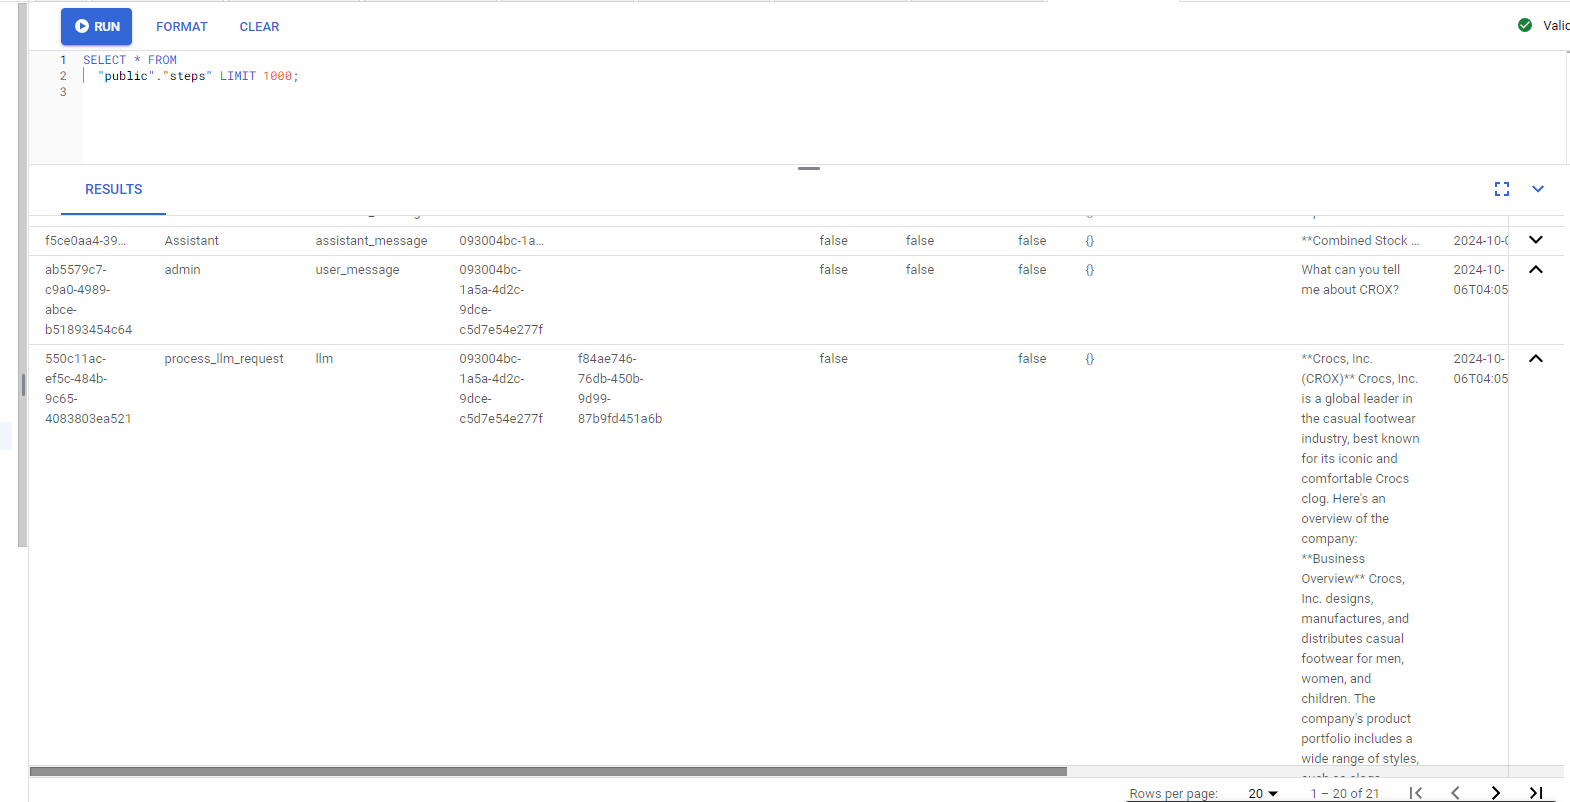 RUN FORMAT CLEAR Valid
1 SELECT * FROM
2 "public"."steps" LIMIT 1000;
3
RESULTS
f5ce0aa4-39... Assistant assistant_message 093004bc-1a... false false false {} **Combined Stock ... 2024-10-0
ab5579c7- admin user_message 093004bc- false false false {} What can you tell 2024-10-
c9a0-4989- 1a5a-4d2c- me about CROX? 06T04:05
abce- 9dce-
b51893454c64 c5d7e54e277f
550c11ac- process_llm_request llm 093004bc- f84ae746- false false {} **Crocs, Inc. 2024-10-
ef5c-484b- 1a5a-4d2c- 76db-450b- (CROX)** Crocs, Inc. 06T04:05
9c65- 9dce- 9d99- is a global leader in
4083803ea521 c5d7e54e277f 87b9fd451a6b the casual footwear
industry, best known
for its iconic and
comfortable Crocs
clog. Here's an
overview of the
company:
**Business
Overview** Crocs,
Inc. designs,
manufactures, and
distributes casual
footwear for men,
women, and
children. The
company's product
portfolio includes a
wide range of styles,
Rows per page: 20 1 – 20 of 21